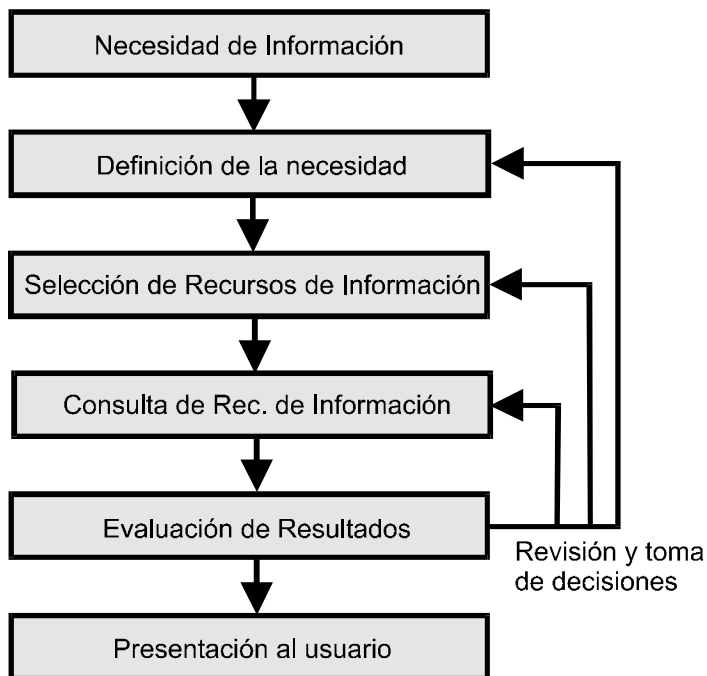 Necesidad de Información
Definición de la necesidad
Selección de Recursos de Información
Consulta de Rec. de Información
Evaluación de Resultados
Revisión y toma
de decisiones
Presentación al usuario